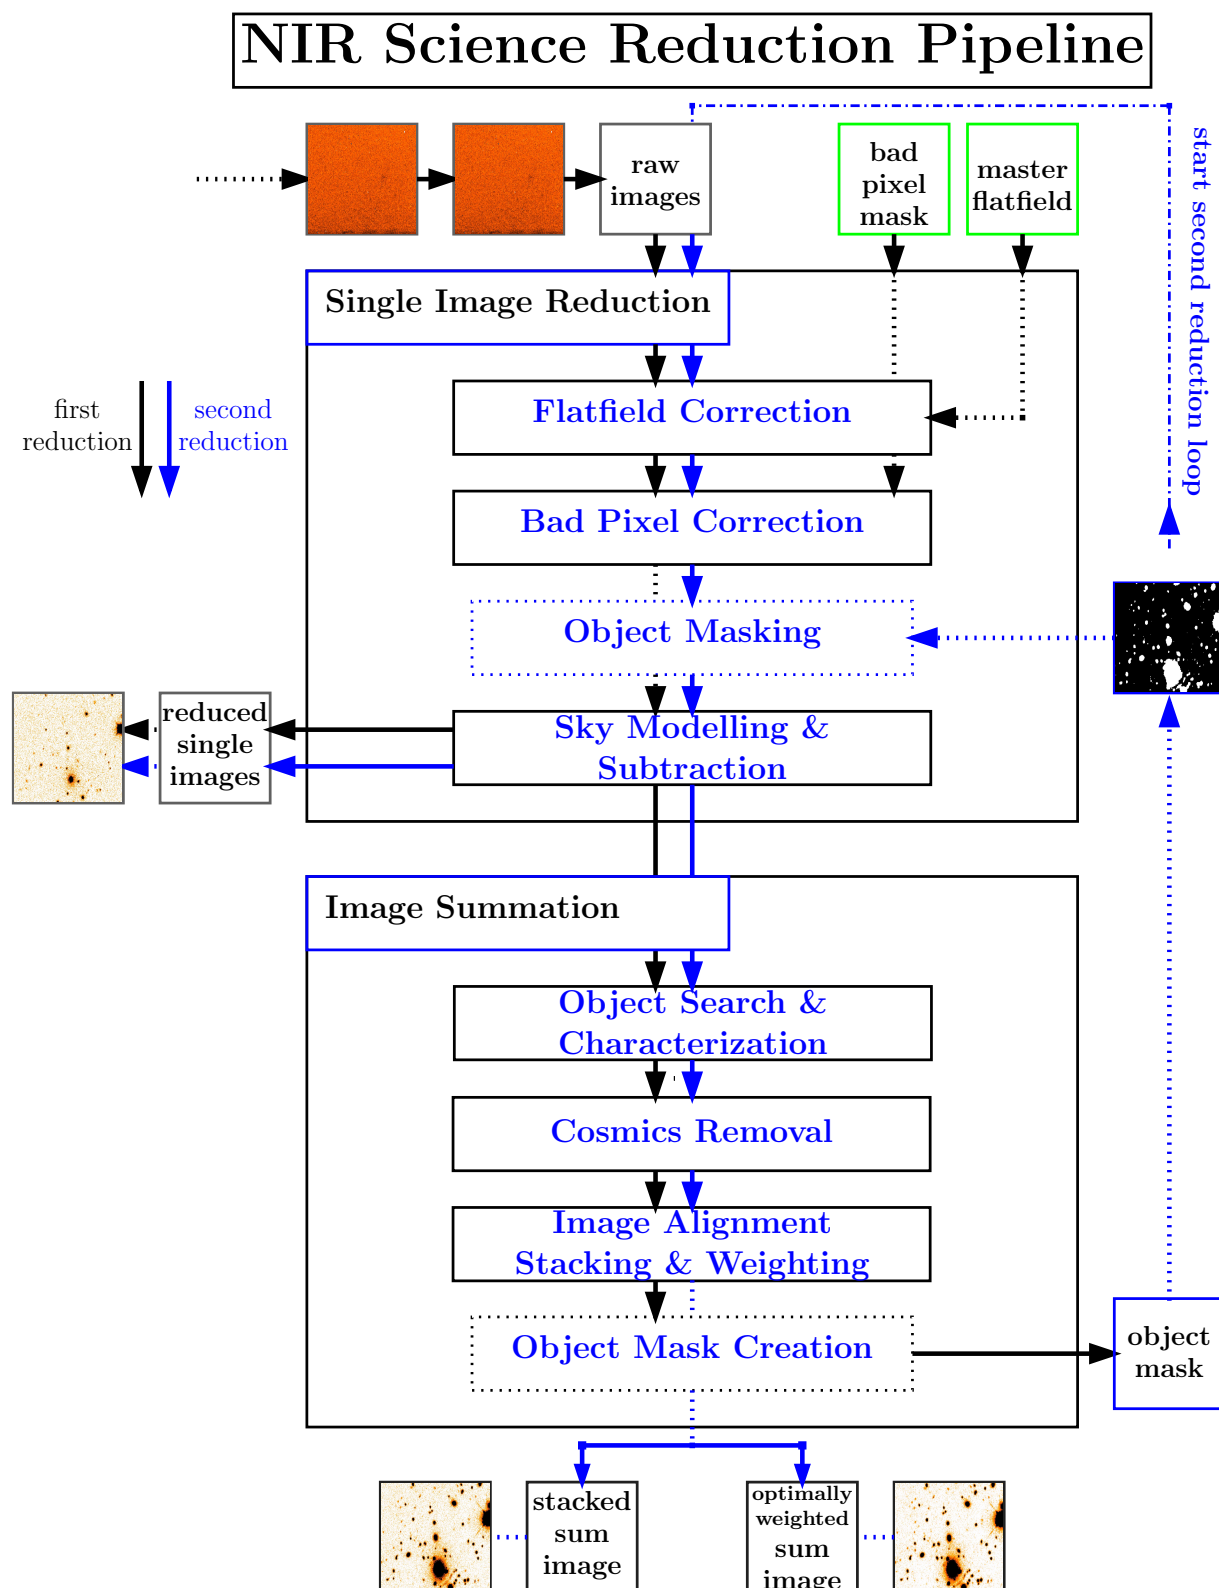 NIR Science Reduction Pipeline
raw
images
bad
pixel
mask
master
flatfield
start second reduction loop
Single Image Reduction
first
reduction
second
reduction
Flatfield Correction
Bad Pixel Correction
Object Masking
Sky Modelling &
Subtraction
reduced
single
images
Image Summation
Object Search &
Characterization
Cosmics Removal
Image Alignment
Stacking & Weighting
Object Mask Creation
object
mask
stacked
sum
image
optimally
weighted
sum
image